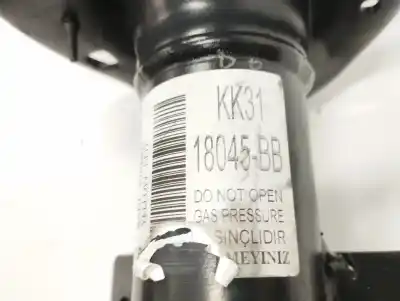 KK31
18045-BB
DO NOT OPEN
GAS PRESSURE
SINÇLIDIR
MEYINIZ